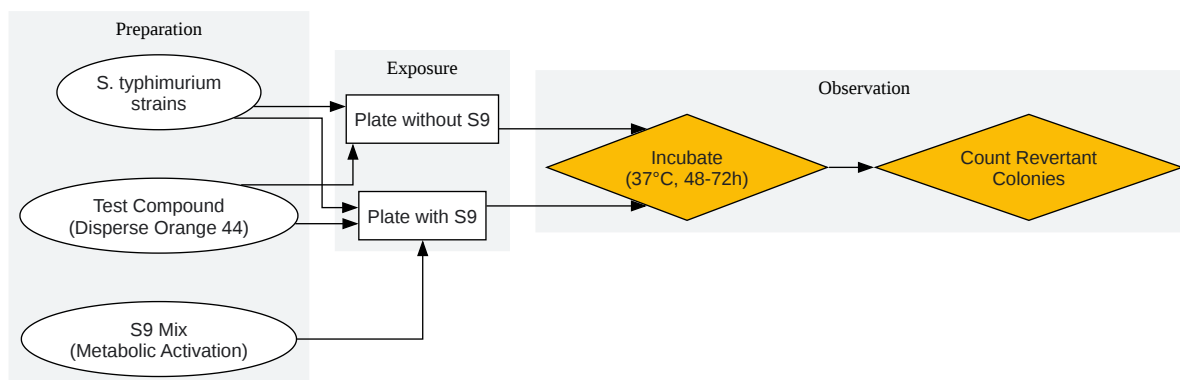 Preparation
S. typhimurium
strains
Test Compound
(Disperse Orange 44)
S9 Mix
(Metabolic Activation)
Exposure
Plate without S9
Plate with S9
Observation
Incubate
(37°C, 48-72h)
Count Revertant
Colonies